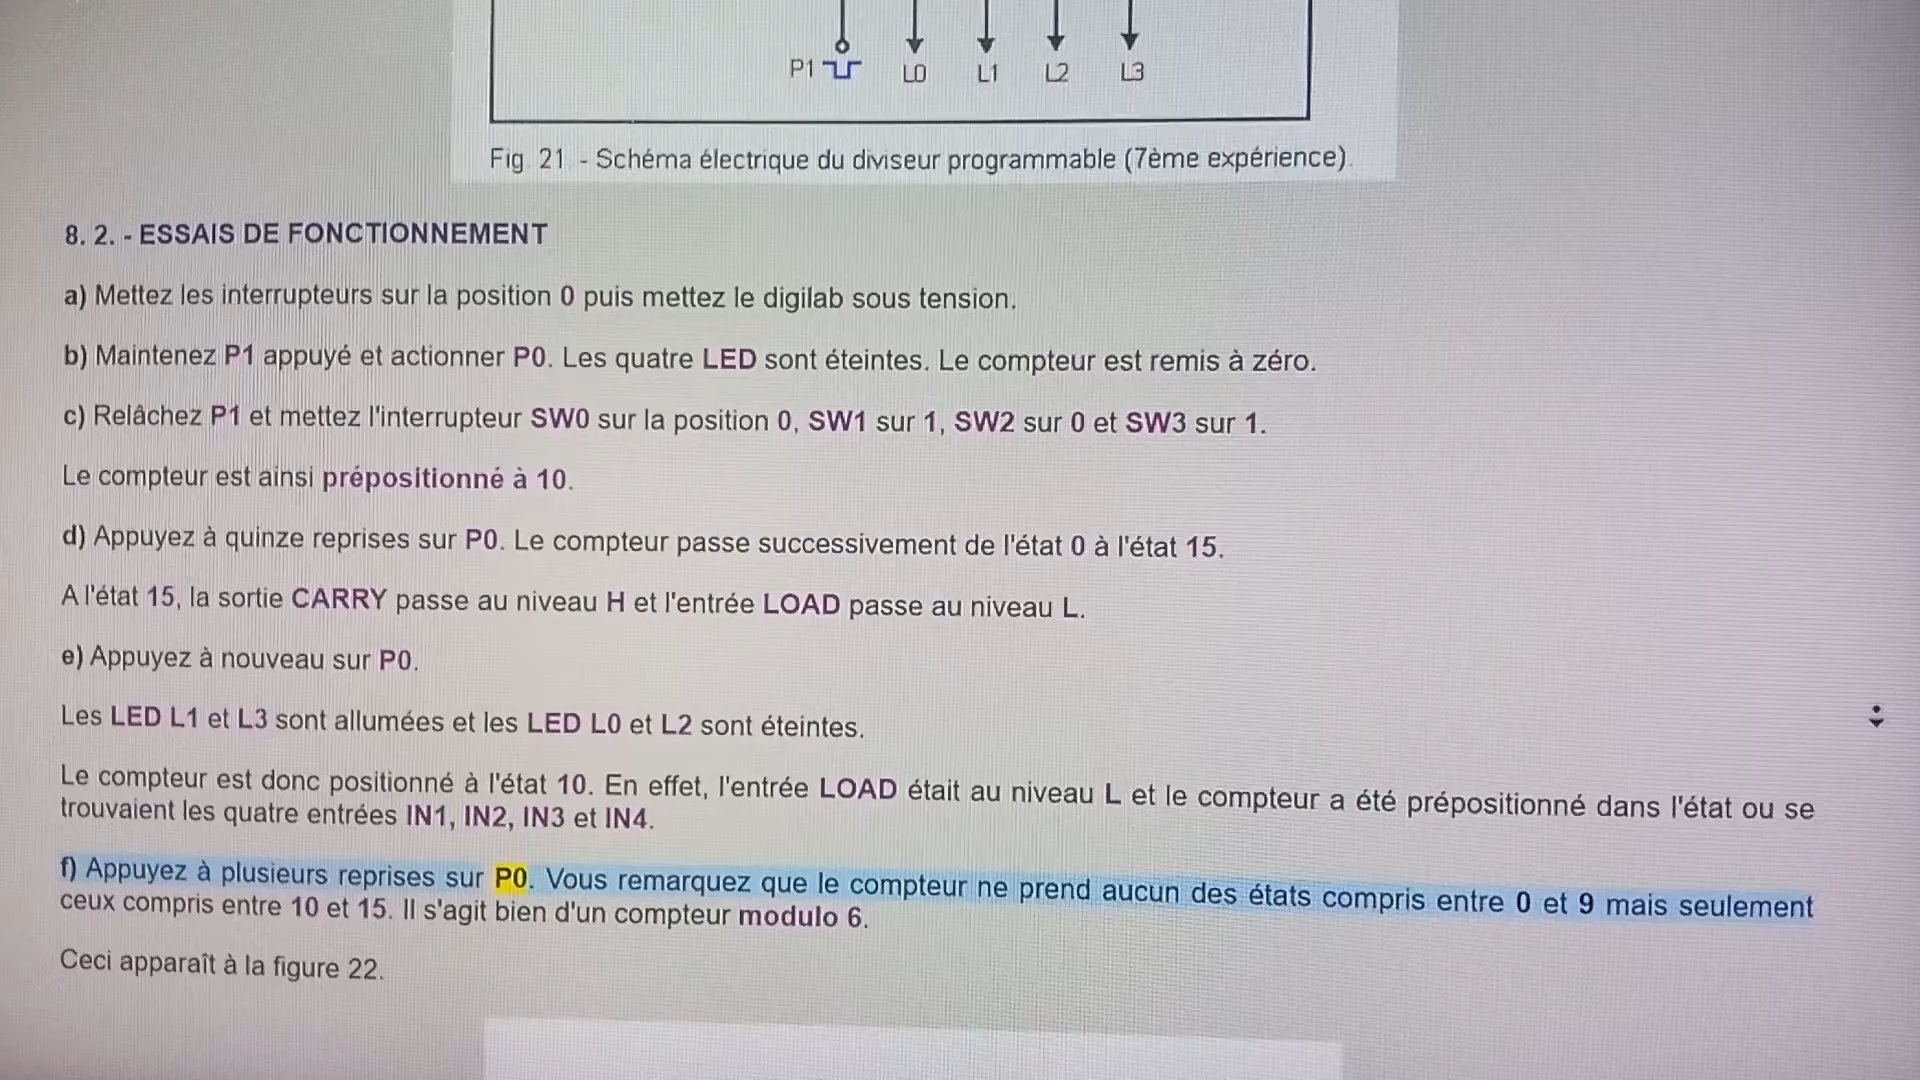 P1 L0 L1 L2 L3
Fig. 21 - Schéma électrique du diviseur programmable (7ème expérience).
8. 2. - ESSAIS DE FONCTIONNEMENT
a) Mettez les interrupteurs sur la position 0 puis mettez le digilab sous tension.
b) Maintenez P1 appuyé et actionner P0. Les quatre LED sont éteintes. Le compteur est remis à zéro.
c) Relâchez P1 et mettez l'interrupteur SW0 sur la position 0, SW1 sur 1, SW2 sur 0 et SW3 sur 1.
Le compteur est ainsi prépositionné à 10.
d) Appuyez à quinze reprises sur P0. Le compteur passe successivement de l'état 0 à l'état 15.
A l'état 15, la sortie CARRY passe au niveau H et l'entrée LOAD passe au niveau L.
e) Appuyez à nouveau sur P0.
Les LED L1 et L3 sont allumées et les LED L0 et L2 sont éteintes.
Le compteur est donc positionné à l'état 10. En effet, l'entrée LOAD était au niveau L et le compteur a été prépositionné dans l'état ou se
trouvaient les quatre entrées IN1, IN2, IN3 et IN4.
f) Appuyez à plusieurs reprises sur P0. Vous remarquez que le compteur ne prend aucun des états compris entre 0 et 9 mais seulement
ceux compris entre 10 et 15. Il s'agit bien d'un compteur modulo 6.
Ceci apparaît à la figure 22.